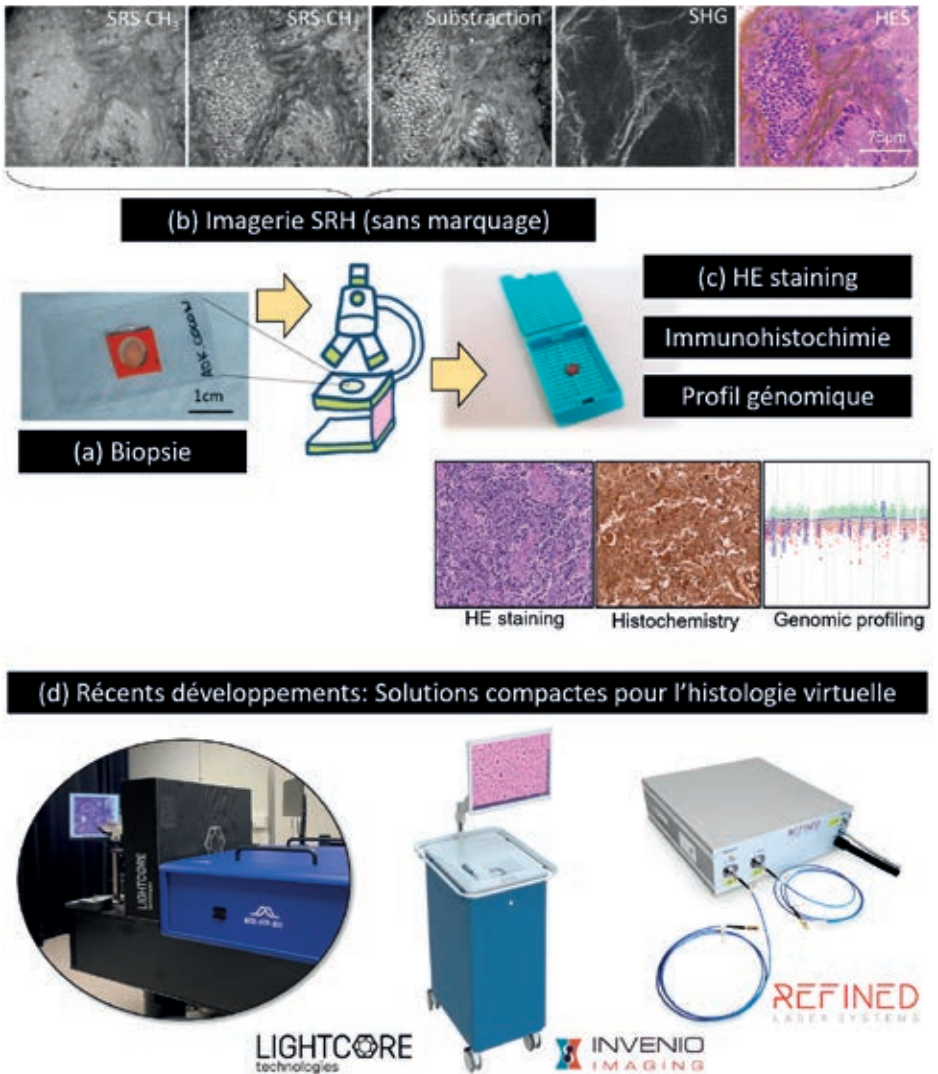 SRS CH₃
SRS CH₂
Substraction
SHG
HES
75µm
(b) Imagerie SRH (sans marquage)
(c) HE staining
Immunohistochimie
Profil génomique
1cm
(a) Biopsie
HE staining
Histochemistry
Genomic profiling
(d) Récents développements: Solutions compactes pour l'histologie virtuelle
LIGHTCORE
REFINED
LIGHTCORE
technologies
INVENIO
IMAGING
REFINED
LASER SYSTEMS